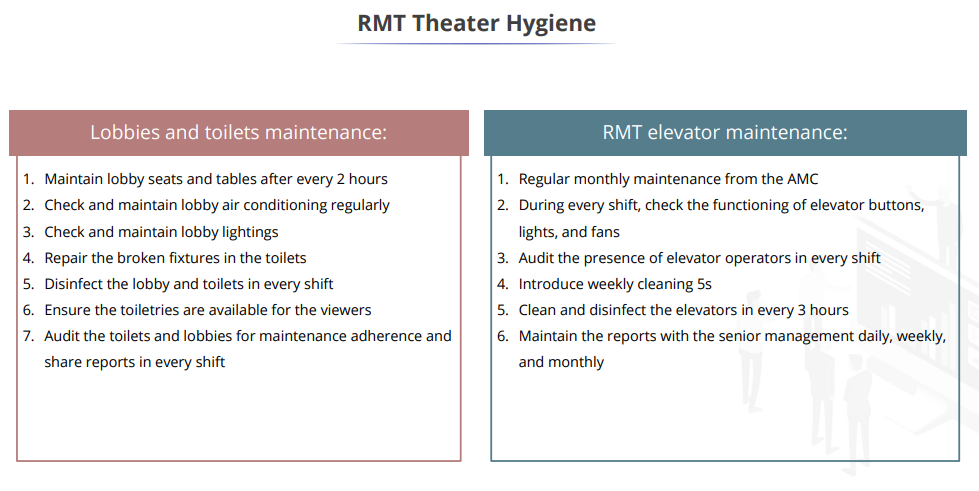 RMT Theater Hygiene
Lobbies and toilets maintenance:
1. Maintain lobby seats and tables after every 2 hours
2. Check and maintain lobby air conditioning regularly
3. Check and maintain lobby lightings
4. Repair the broken fixtures in the toilets
5. Disinfect the lobby and toilets in every shift
6. Ensure the toiletries are available for the viewers
7. Audit the toilets and lobbies for maintenance adherence and
share reports in every shift
RMT elevator maintenance:
1. Regular monthly maintenance from the AMC
2. During every shift, check the functioning of elevator buttons,
lights, and fans
3. Audit the presence of elevator operators in every shift
4. Introduce weekly cleaning 5s
5. Clean and disinfect the elevators in every 3 hours
6. Maintain the reports with the senior management daily, weekly,
and monthly